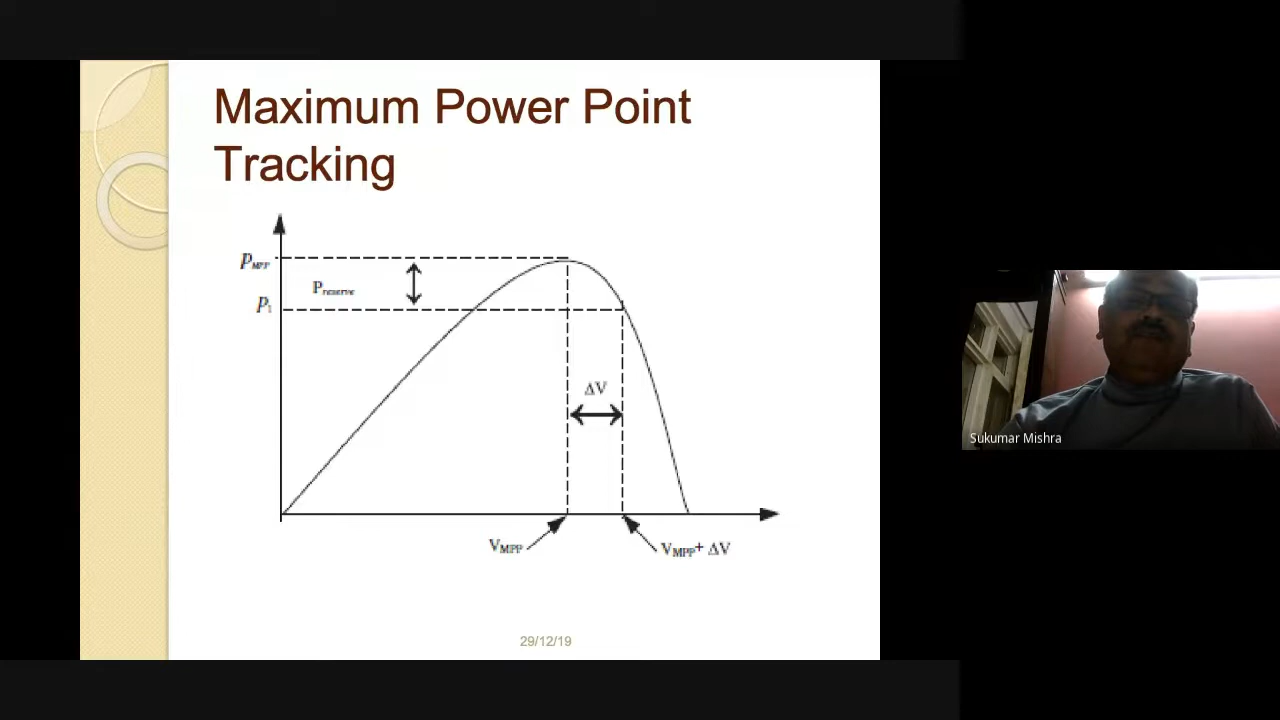 Maximum Power Point
Tracking
P_MPP
P_reserve
P_1
ΔV
V_MPP
V_MPP + ΔV
29/12/19
Sukumar Mishra